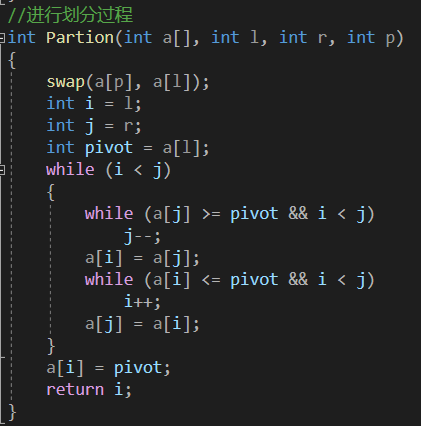 //进行划分过程
int Partion(int a[], int l, int r, int p)
{
    swap(a[p], a[l]);
    int i = l;
    int j = r;
    int pivot = a[l];
    while (i < j)
    {
        while (a[j] >= pivot && i < j)
            j--;
        a[i] = a[j];
        while (a[i] <= pivot && i < j)
            i++;
        a[j] = a[i];
    }
    a[i] = pivot;
    return i;
}